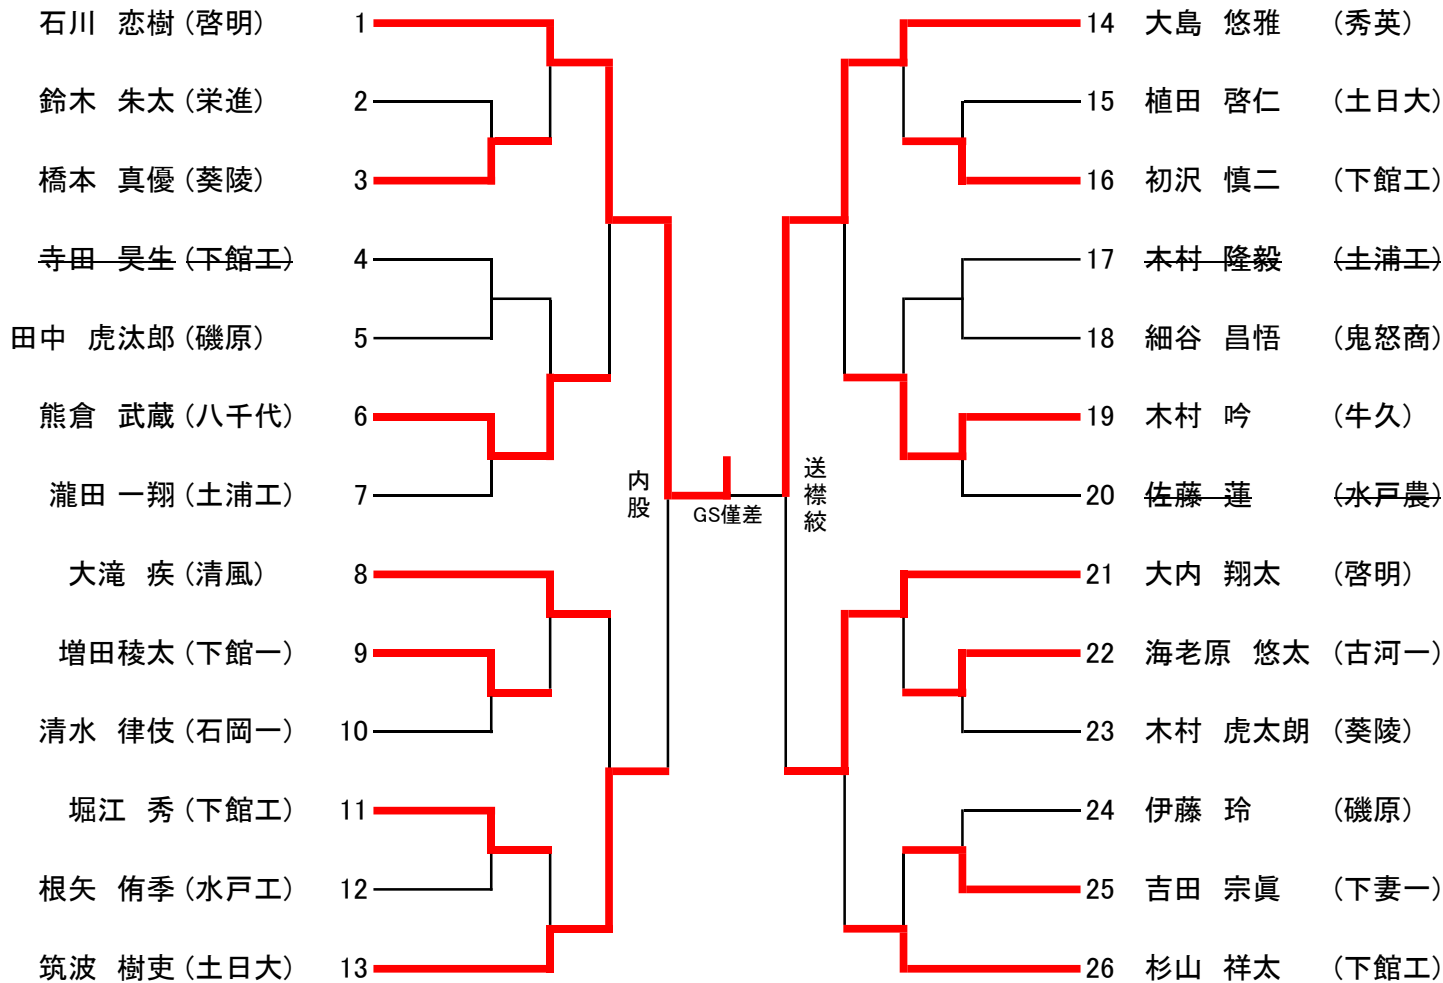 石川 恋樹 (啓明) 1
鈴木 朱太 (栄進) 2
橋本 真優 (葵陵) 3
寺田 昊生 (下館工) 4
田中 虎汰郎 (磯原) 5
熊倉 武蔵 (八千代) 6
瀧田 一翔 (土浦工) 7
大滝 疾 (清風) 8
増田稜太 (下館一) 9
清水 律伎 (石岡一) 10
堀江 秀 (下館工) 11
根矢 侑季 (水戸工) 12
筑波 樹吏 (土日大) 13
内股
GS僅差
送襟絞
14 大島 悠雅 (秀英)
15 植田 啓仁 (土日大)
16 初沢 慎二 (下館工)
17 木村 隆毅 (土浦工)
18 細谷 昌悟 (鬼怒商)
19 木村 吟 (牛久)
20 佐藤 蓮 (水戸農)
21 大内 翔太 (啓明)
22 海老原 悠太 (古河一)
23 木村 虎太朗 (葵陵)
24 伊藤 玲 (磯原)
25 吉田 宗眞 (下妻一)
26 杉山 祥太 (下館工)